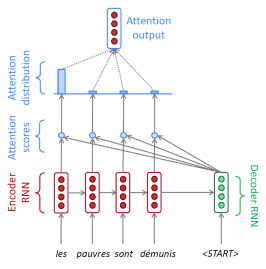 Attention
output
Attention
distribution
Attention
scores
Encoder
RNN
Decoder RNN
les pauvres sont démunis <START>